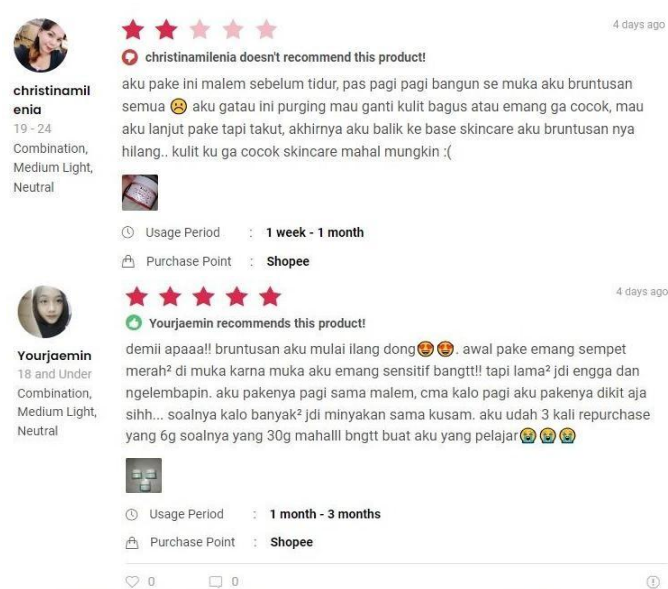 4 days ago
christinamilenia doesn't recommend this product!
christinamil
enia
19 - 24
Combination,
Medium Light,
Neutral
aku pake ini malem sebelum tidur, pas pagi pagi bangun se muka aku bruntusan
semua ☹️ aku gatau ini purging mau ganti kulit bagus atau emang ga cocok, mau
aku lanjut pake tapi takut, akhirnya aku balik ke base skincare aku bruntusan nya
hilang.. kulit ku ga cocok skincare mahal mungkin :(
Usage Period : 1 week - 1 month
Purchase Point : Shopee
4 days ago
Yourjaemin recommends this product!
Yourjaemin
18 and Under
Combination,
Medium Light,
Neutral
demii apaaa!! bruntusan aku mulai ilang dong🤩🤩. awal pake emang sempet
merah² di muka karna muka aku emang sensitif bangtt!! tapi lama² jdi engga dan
ngelembapin. aku pakenya pagi sama malem, cma kalo pagi aku pakenya dikit aja
sihh... soalnya kalo banyak² jdi minyakan sama kusam. aku udah 3 kali repurchase
yang 6g soalnya yang 30g mahalll bngtt buat aku yang pelajar😭😭😭
Usage Period : 1 month - 3 months
Purchase Point : Shopee
0 0